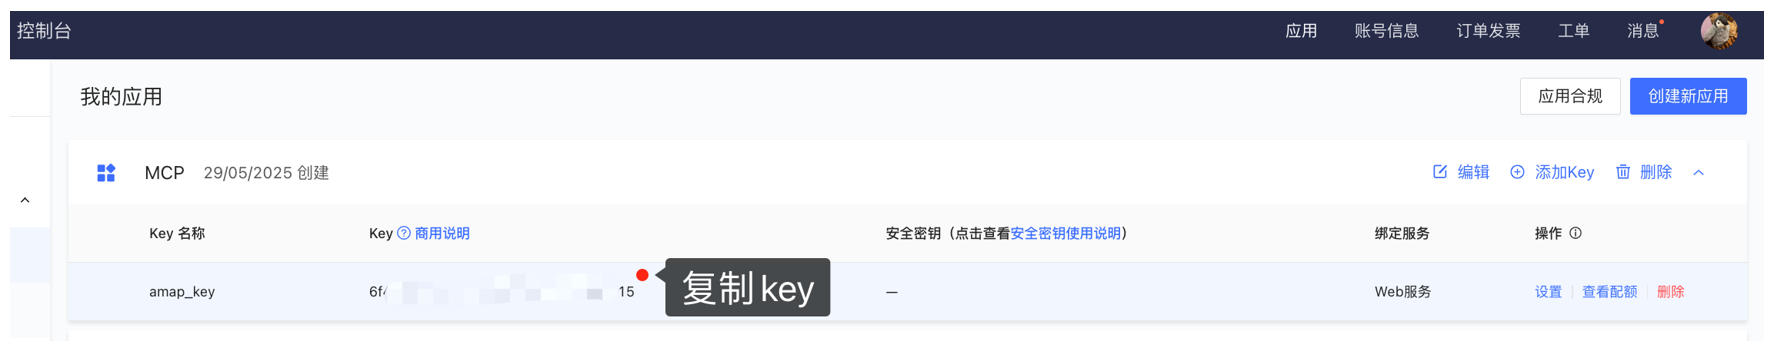 控制台 应用 账号信息 订单发票 工单 消息
我的应用 应用合规 创建新应用
MCP 29/05/2025 创建 编辑 添加Key 删除
Key 名称 Key 商用说明 安全密钥（点击查看安全密钥使用说明） 绑定服务 操作
amap_key 6f 15 复制key — Web服务 设置 查看配额 删除